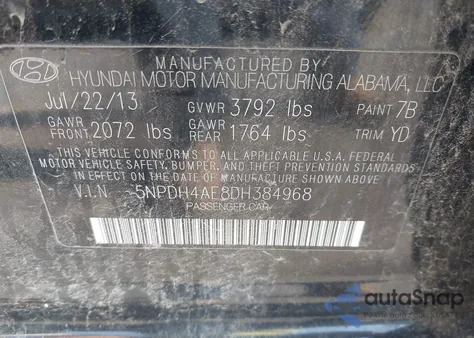 MANUFACTURED BY
HYUNDAI MOTOR MANUFACTURING ALABAMA, LLC
Jul/22/13 GVWR 3792 lbs PAINT 7B
GAWR FRONT 2072 lbs GAWR REAR 1764 lbs TRIM YD
THIS VEHICLE CONFORMS TO ALL APPLICABLE U.S.A. FEDERAL
MOTOR VEHICLE SAFETY, BUMPER, AND THEFT PREVENTION STANDARDS
IN EFFECT ON THE DATE OF MANUFACTURE SHOWN ABOVE.
V.I.N. 5NPDH4AE8DH384968
PASSENGER CAR
autoSnap